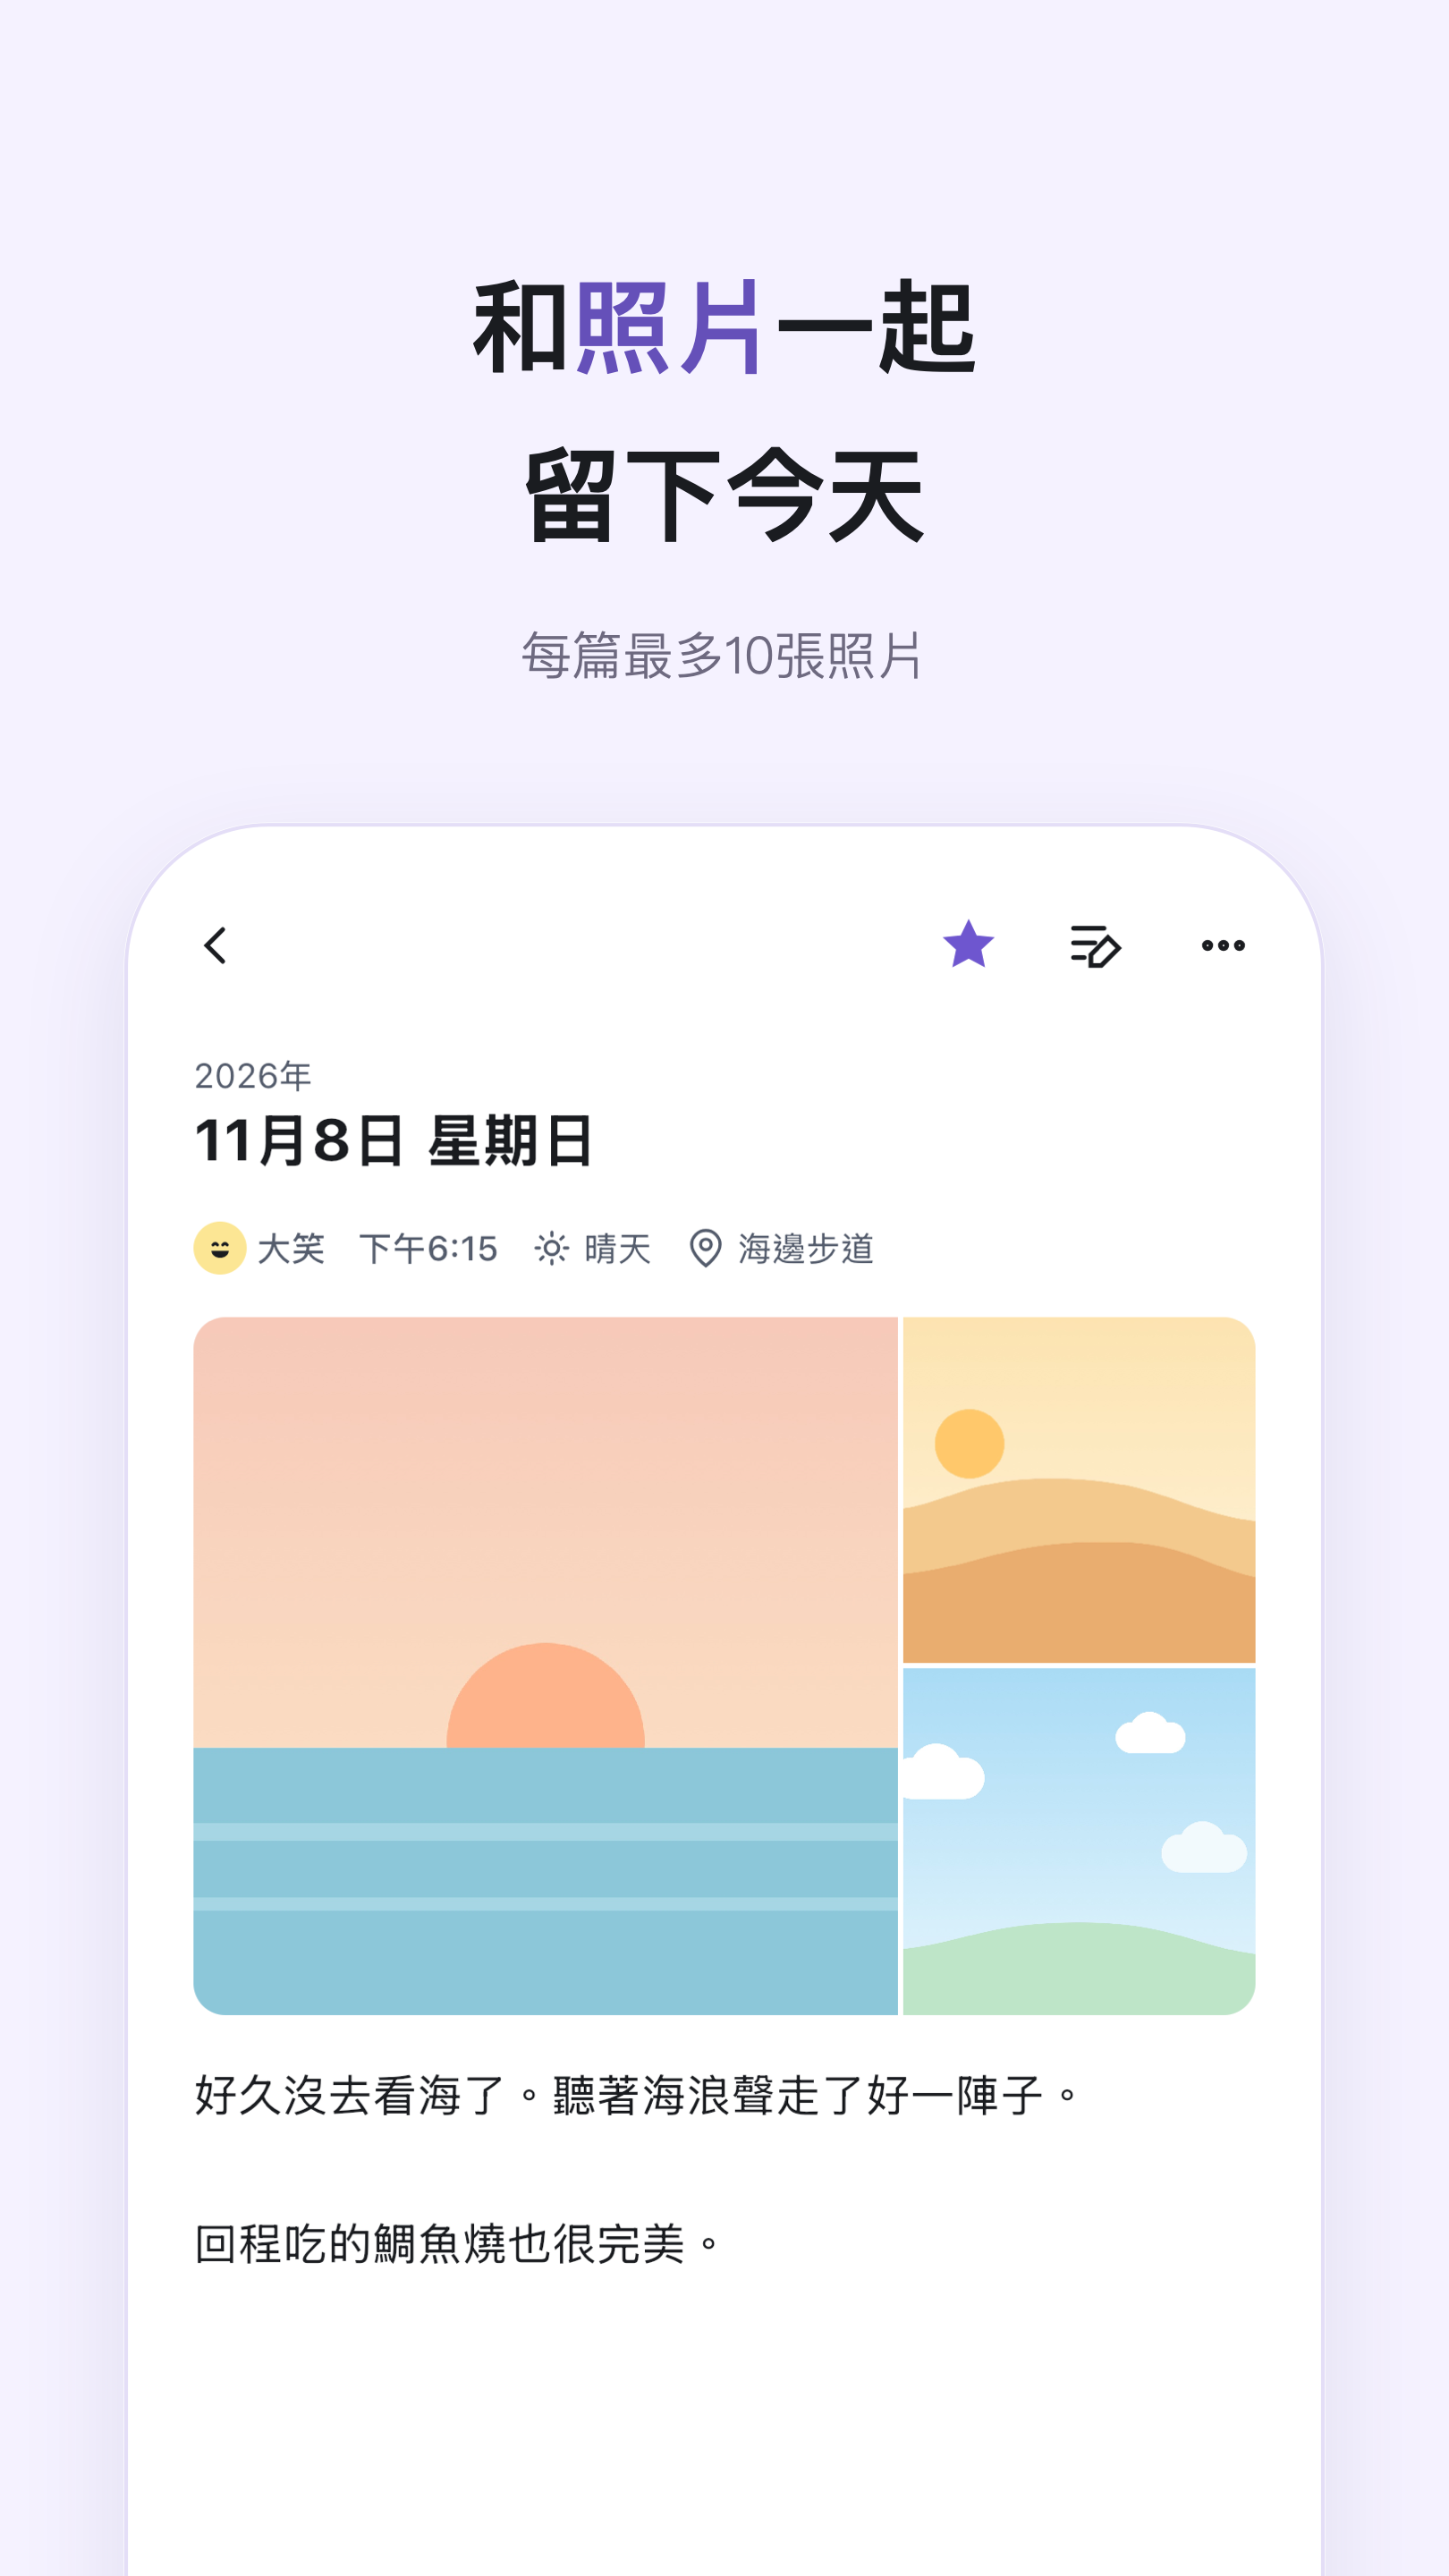 和照片一起
留下今天
每篇最多10張照片
2026年
11月8日 星期日
大笑 下午6:15 晴天 海邊步道
好久沒去看海了。聽著海浪聲走了好一陣子。
回程吃的鯛魚燒也很完美。